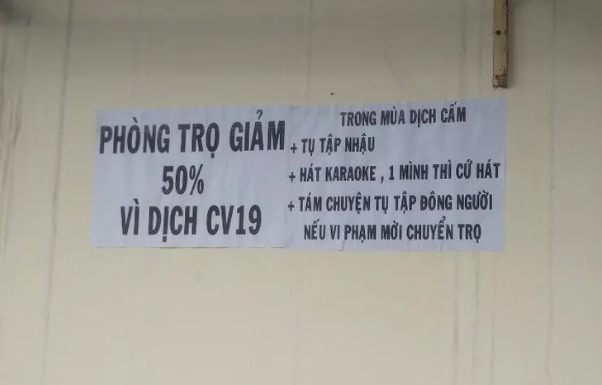 PHÒNG TRỌ GIẢM
50%
VÌ DỊCH CV19
TRONG MÙA DỊCH CẤM
+ TỤ TẬP NHẬU
+ HÁT KARAOKE , 1 MÌNH THÌ CỨ HÁT
+ TÁM CHUYỆN TỤ TẬP ĐÔNG NGƯỜI
NẾU VI PHẠM MỜI CHUYỂN TRỌ